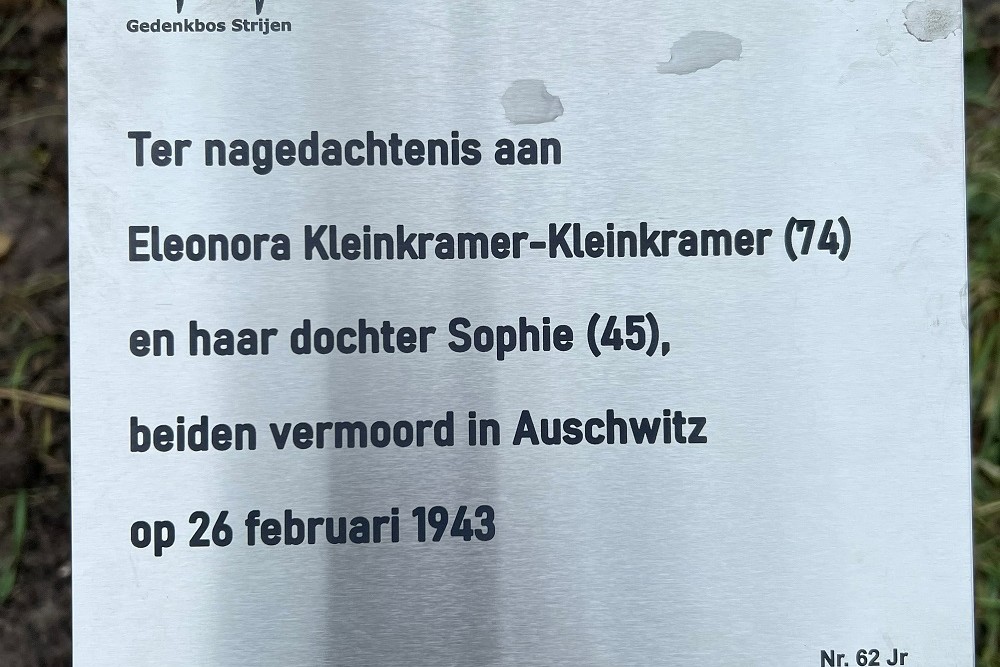 Gedenkbos Strijen
Ter nagedachtenis aan
Eleonora Kleinkramer-Kleinkramer (74)
en haar dochter Sophie (45),
beiden vermoord in Auschwitz
op 26 februari 1943
Nr. 62 Jr